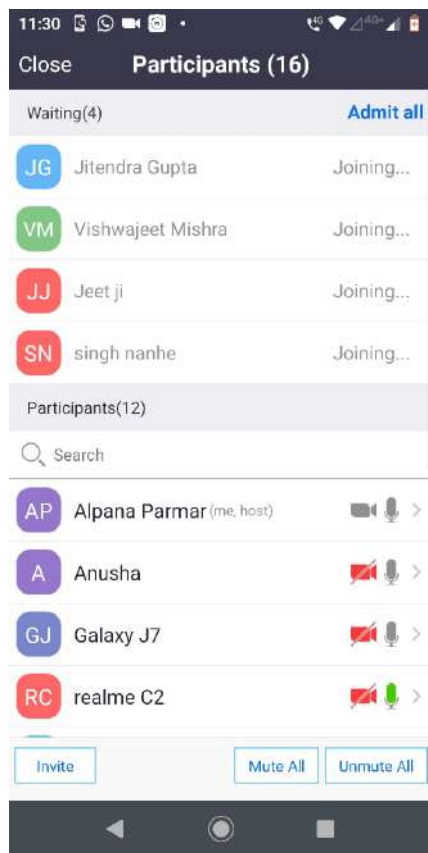 11:30
4G 4G+
Close Participants (16)
Waiting(4) Admit all
JG Jitendra Gupta Joining...
VM Vishwajeet Mishra Joining...
JJ Jeet ji Joining...
SN singh nanhe Joining...
Participants(12)
Search
AP Alpana Parmar (me, host)
A Anusha
GJ Galaxy J7
RC realme C2
Invite Mute All Unmute All